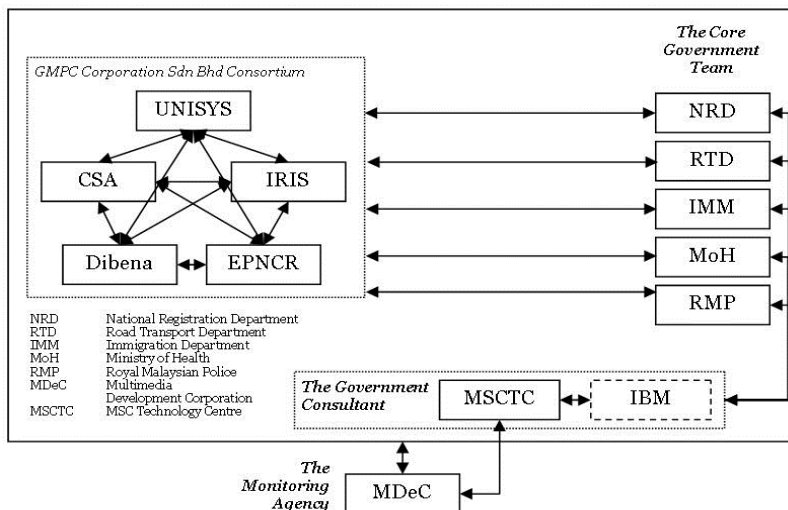 The Core
Government
Team
GMPC Corporation Sdn Bhd Consortium
UNISYS
CSA
IRIS
Dibena
EPNCR
NRD
RTD
IMM
MoH
RMP
NRD National Registration Department
RTD Road Transport Department
IMM Immigration Department
MoH Ministry of Health
RMP Royal Malaysian Police
MDeC Multimedia
Development Corporation
MSCTC MSC Technology Centre
The Government
Consultant
MSCTC
IBM
The
Monitoring
Agency
MDeC